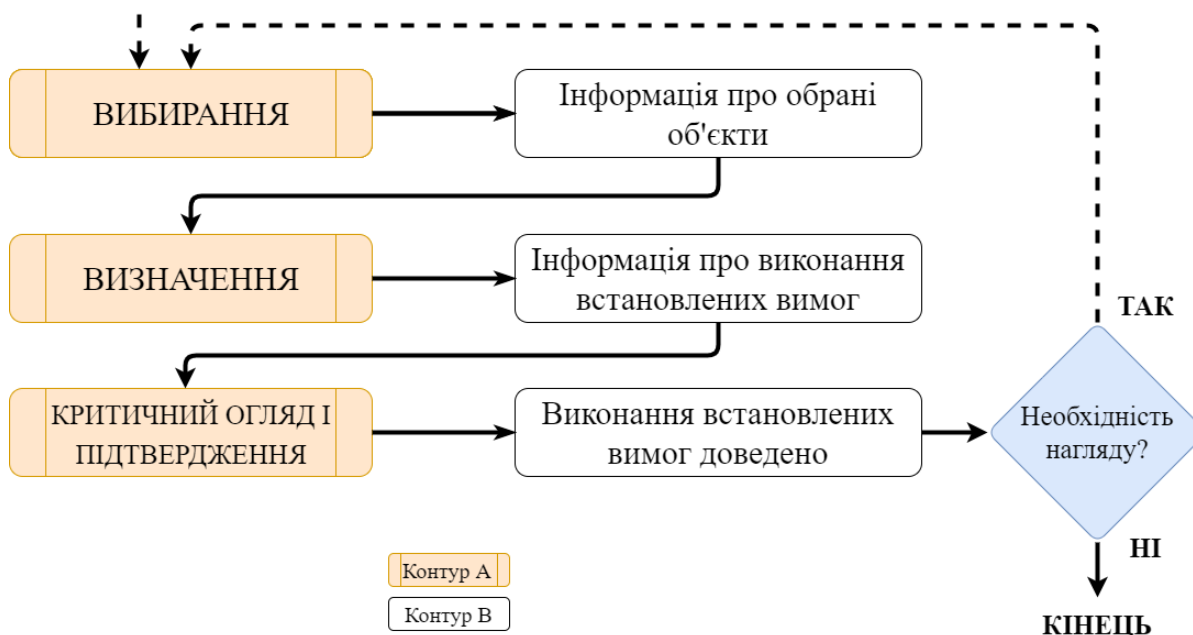 ВИБИРАННЯ
Інформація про обрані
об'єкти
ВИЗНАЧЕННЯ
Інформація про виконання
встановлених вимог
ТАК
КРИТИЧНИЙ ОГЛЯД І
ПІДТВЕРДЖЕННЯ
Виконання встановлених
вимог доведено
Необхідність
нагляду?
НІ
КІНЕЦЬ
Контур А
Контур В